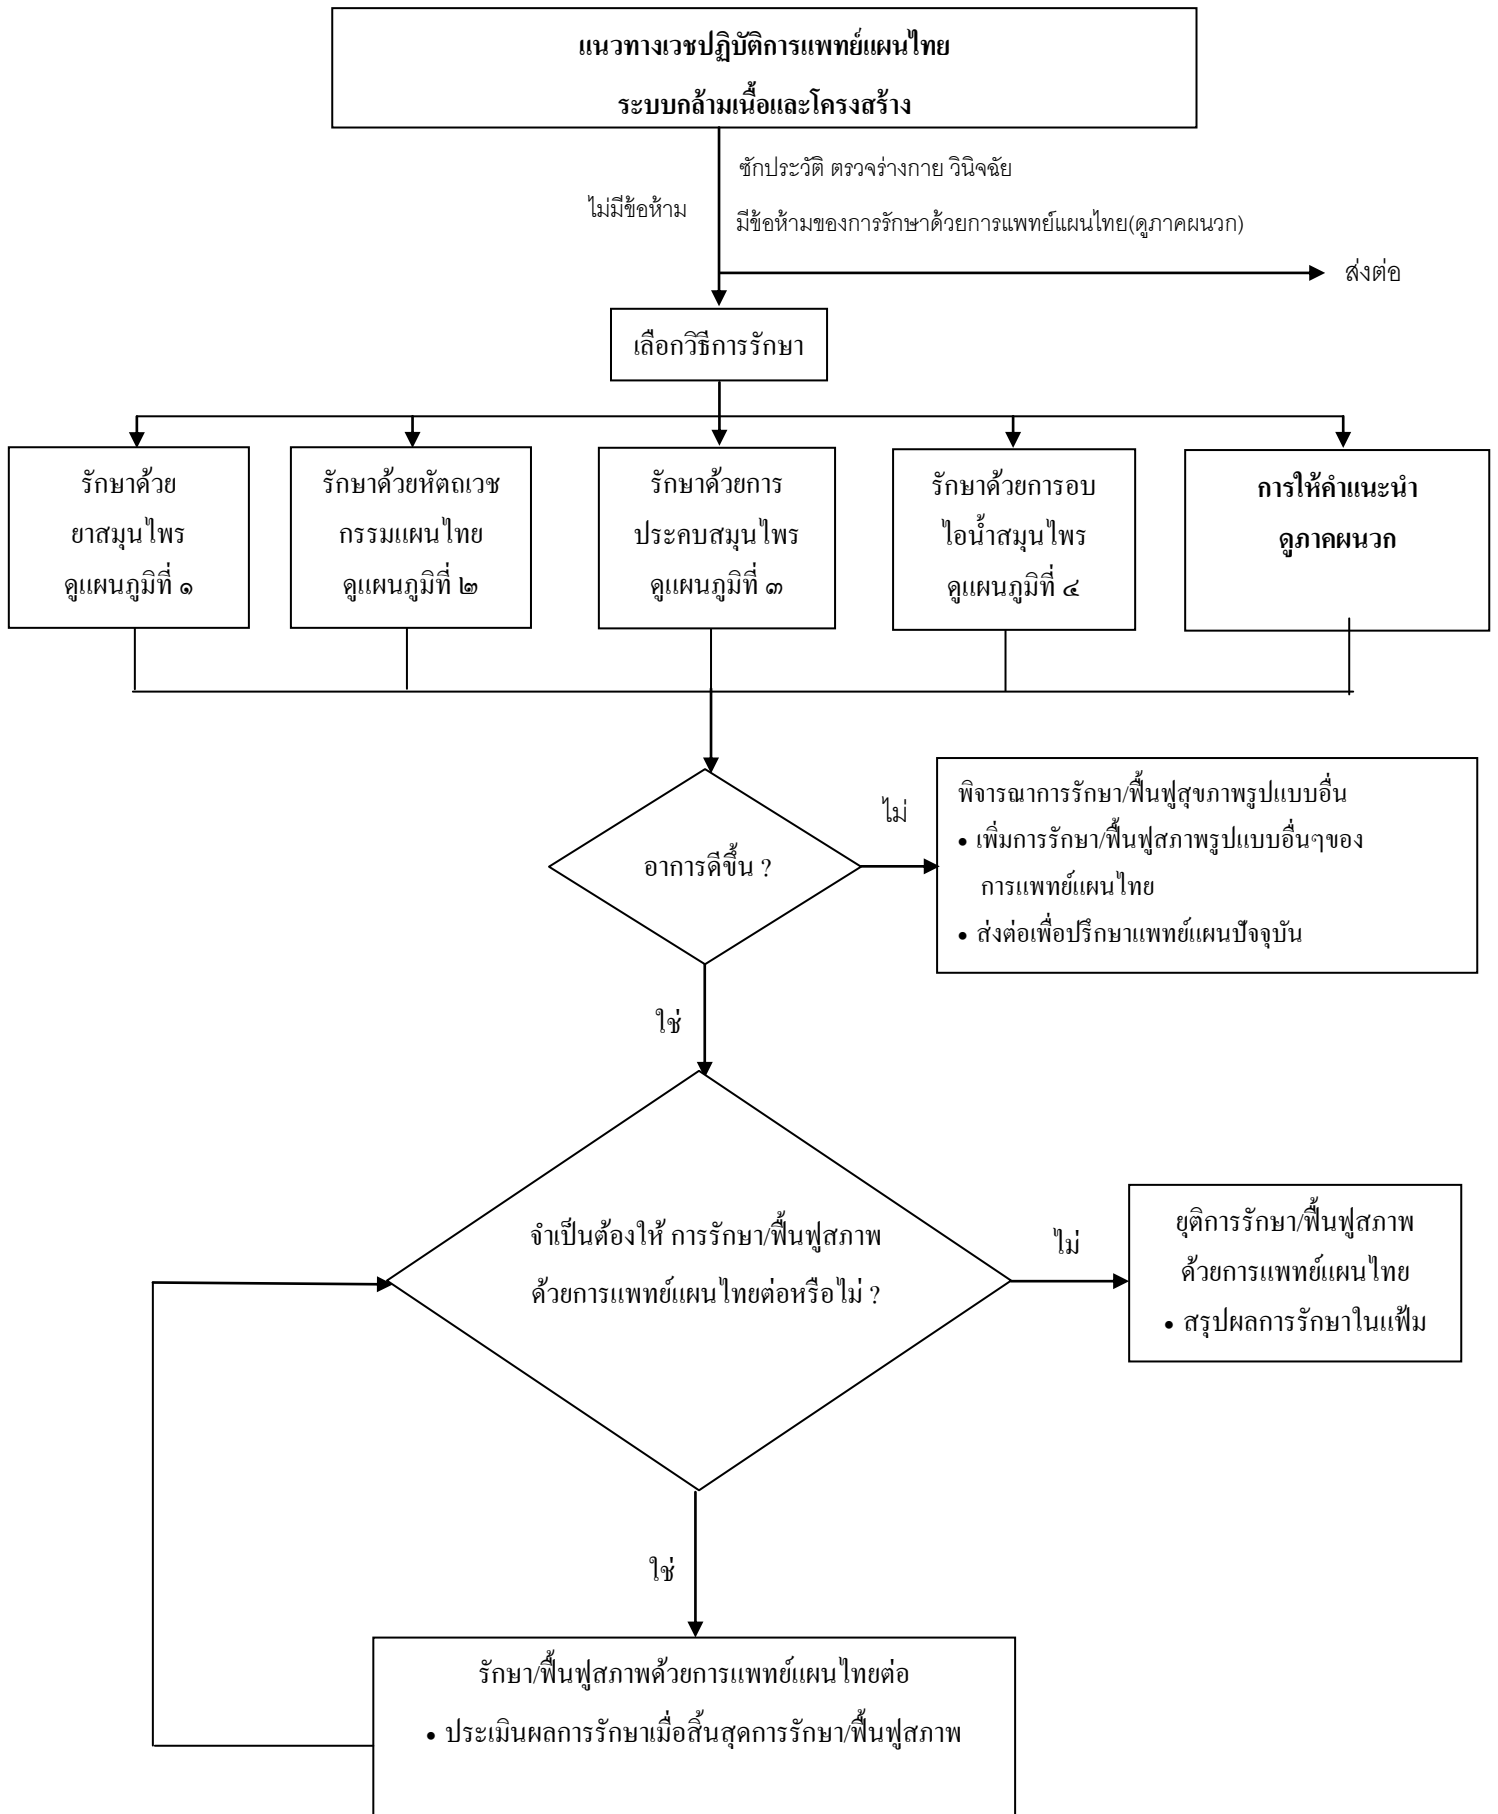 แนวทางเวชปฏิบัติการแพทย์แผนไทย
ระบบกล้ามเนื้อและโครงสร้าง
ซักประวัติ ตรวจร่างกาย วินิจฉัย
ไม่มีข้อห้าม
มีข้อห้ามของการรักษาด้วยการแพทย์แผนไทย(ดูภาคผนวก)
ส่งต่อ
เลือกวิธีการรักษา
รักษาด้วย
ยาสมุนไพร
ดูแผนภูมิที่ ๑
รักษาด้วยหัตถเวช
กรรมแผนไทย
ดูแผนภูมิที่ ๒
รักษาด้วยการ
ประคบสมุนไพร
ดูแผนภูมิที่ ๓
รักษาด้วยการอบ
ไอน้ำสมุนไพร
ดูแผนภูมิที่ ๔
การให้คำแนะนำ
ดูภาคผนวก
อาการดีขึ้น ?
ไม่
พิจารณาการรักษา/ฟื้นฟูสุขภาพรูปแบบอื่น
• เพิ่มการรักษา/ฟื้นฟูสภาพรูปแบบอื่นๆของ
การแพทย์แผนไทย
• ส่งต่อเพื่อปรึกษาแพทย์แผนปัจจุบัน
ใช่
จำเป็นต้องให้ การรักษา/ฟื้นฟูสภาพ
ด้วยการแพทย์แผนไทยต่อหรือไม่ ?
ไม่
ยุติการรักษา/ฟื้นฟูสภาพ
ด้วยการแพทย์แผนไทย
• สรุปผลการรักษาในแฟ้ม
ใช่
รักษา/ฟื้นฟูสภาพด้วยการแพทย์แผนไทยต่อ
• ประเมินผลการรักษาเมื่อสิ้นสุดการรักษา/ฟื้นฟูสภาพ